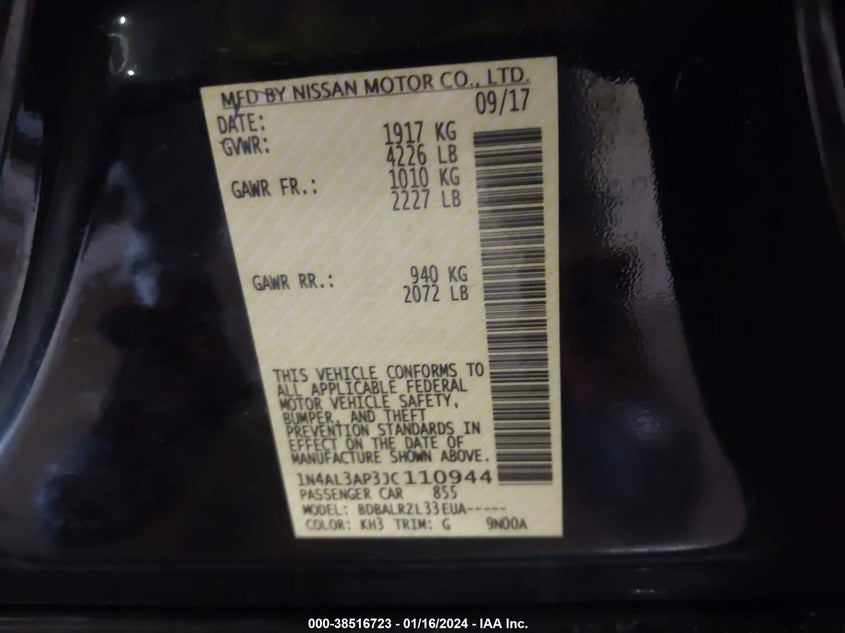 MFD BY NISSAN MOTOR CO., LTD.
DATE: 09/17
GVWR: 1917 KG
4226 LB
GAWR FR.: 1010 KG
2227 LB
GAWR RR.: 940 KG
2072 LB
THIS VEHICLE CONFORMS TO
ALL APPLICABLE FEDERAL
MOTOR VEHICLE SAFETY,
BUMPER, AND THEFT
PREVENTION STANDARDS IN
EFFECT ON THE DATE OF
MANUFACTURE SHOWN ABOVE.
1N4AL3AP3JC110944
PASSENGER CAR 855
MODEL: BDBALRZL33EUA-----
COLOR: KH3 TRIM: G 9N00A
000-38516723 - 01/16/2024 - IAA Inc.